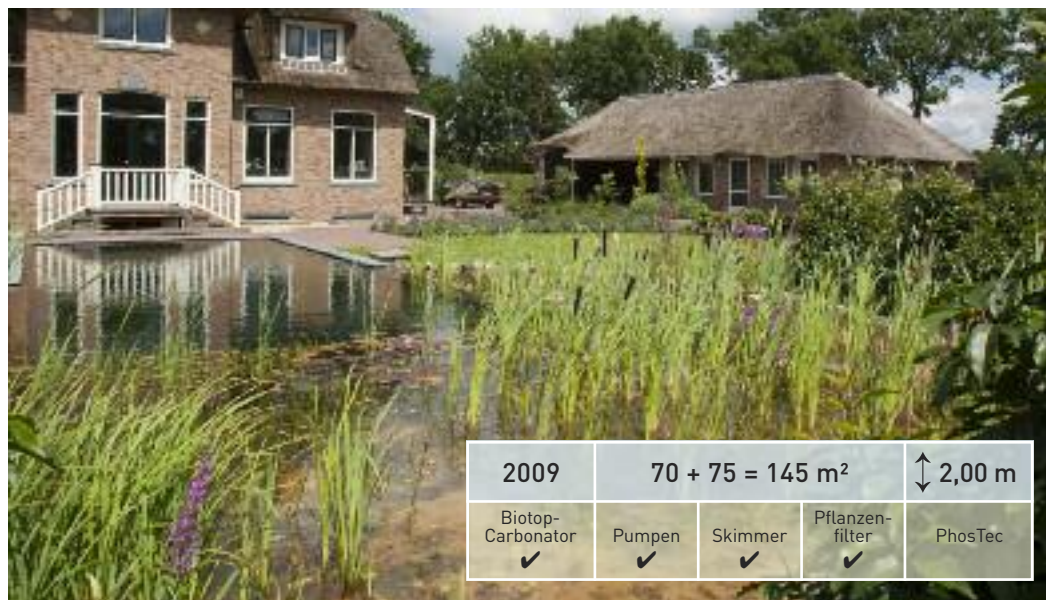 2009
70 + 75 = 145 m²
↕ 2,00 m
Biotop-
Carbonator
✔
Pumpen
✔
Skimmer
✔
Pflanzen-
filter
✔
PhosTec